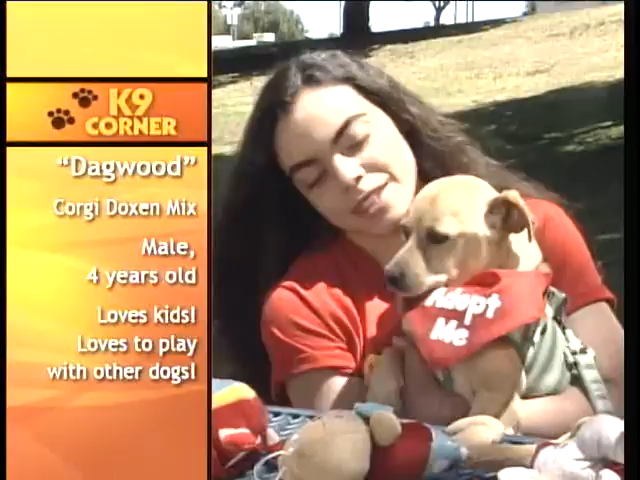 K9
CORNER
“Dagwood”
Corgi Doxen Mix
Male,
4 years old
Loves kids!
Loves to play
with other dogs!
Adopt
Me